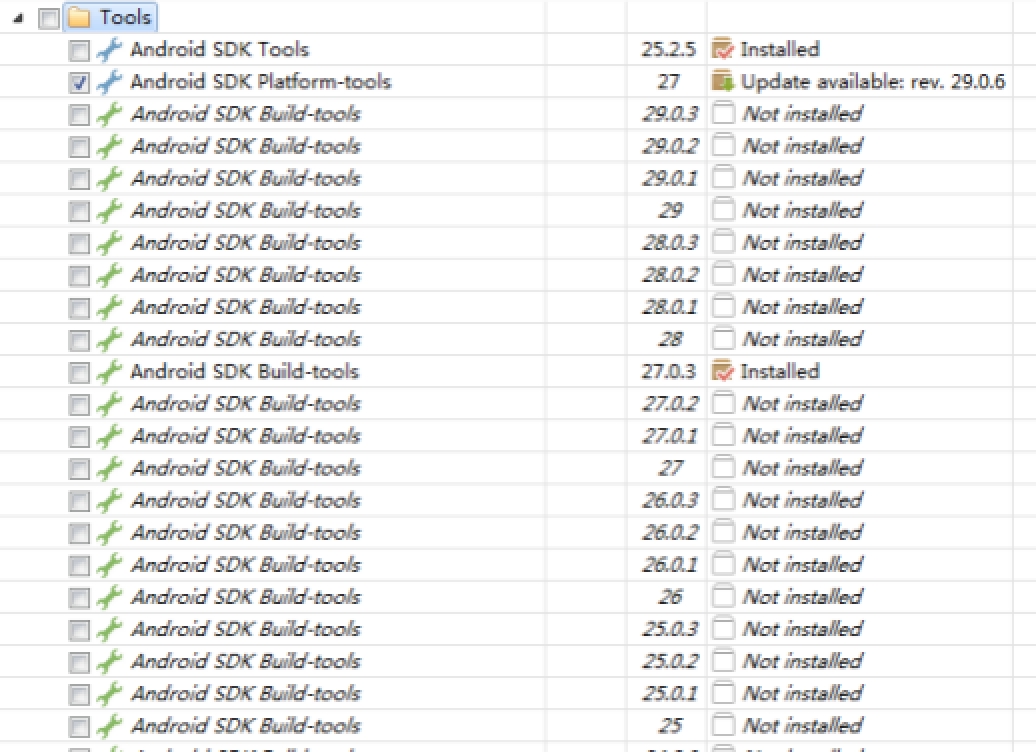 Tools
Android SDK Tools 25.2.5 Installed
Android SDK Platform-tools 27 Update available: rev. 29.0.6
Android SDK Build-tools 29.0.3 Not installed
Android SDK Build-tools 29.0.2 Not installed
Android SDK Build-tools 29.0.1 Not installed
Android SDK Build-tools 29 Not installed
Android SDK Build-tools 28.0.3 Not installed
Android SDK Build-tools 28.0.2 Not installed
Android SDK Build-tools 28.0.1 Not installed
Android SDK Build-tools 28 Not installed
Android SDK Build-tools 27.0.3 Installed
Android SDK Build-tools 27.0.2 Not installed
Android SDK Build-tools 27.0.1 Not installed
Android SDK Build-tools 27 Not installed
Android SDK Build-tools 26.0.3 Not installed
Android SDK Build-tools 26.0.2 Not installed
Android SDK Build-tools 26.0.1 Not installed
Android SDK Build-tools 26 Not installed
Android SDK Build-tools 25.0.3 Not installed
Android SDK Build-tools 25.0.2 Not installed
Android SDK Build-tools 25.0.1 Not installed
Android SDK Build-tools 25 Not installed